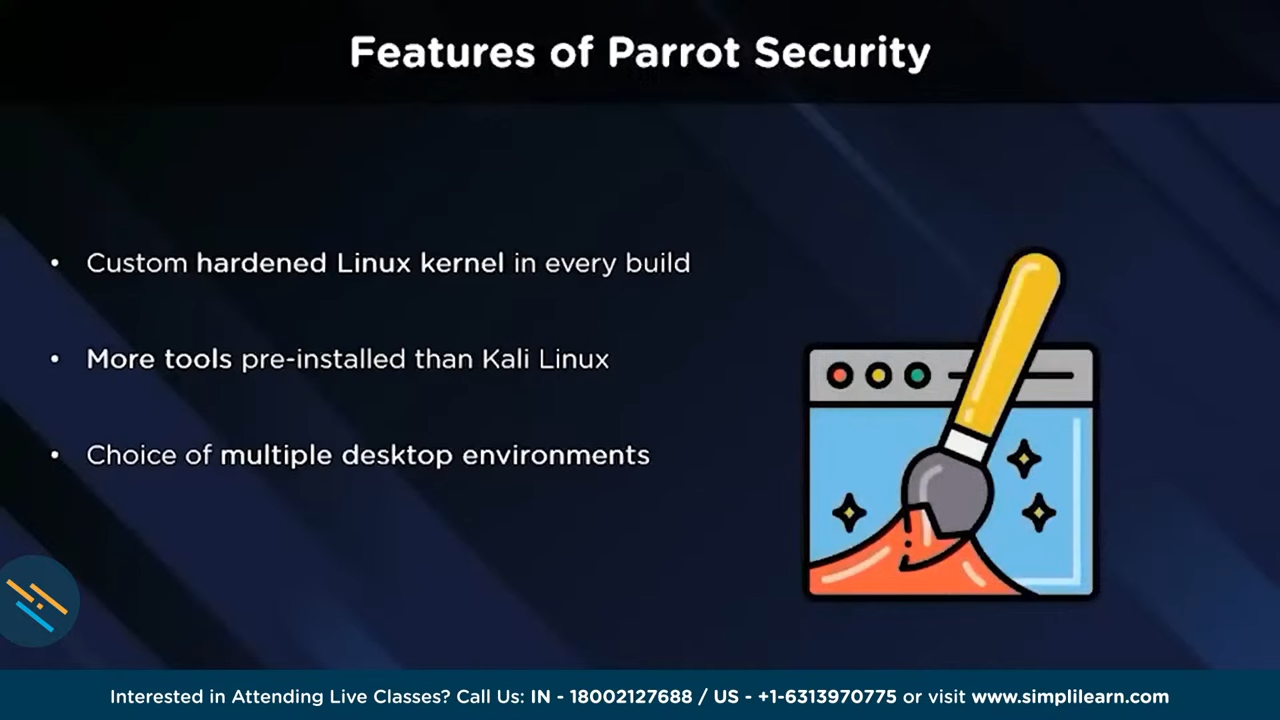 Features of Parrot Security
• Custom hardened Linux kernel in every build
• More tools pre-installed than Kali Linux
• Choice of multiple desktop environments
Interested in Attending Live Classes? Call Us: IN - 18002127688 / US - +1-6313970775 or visit www.simplilearn.com